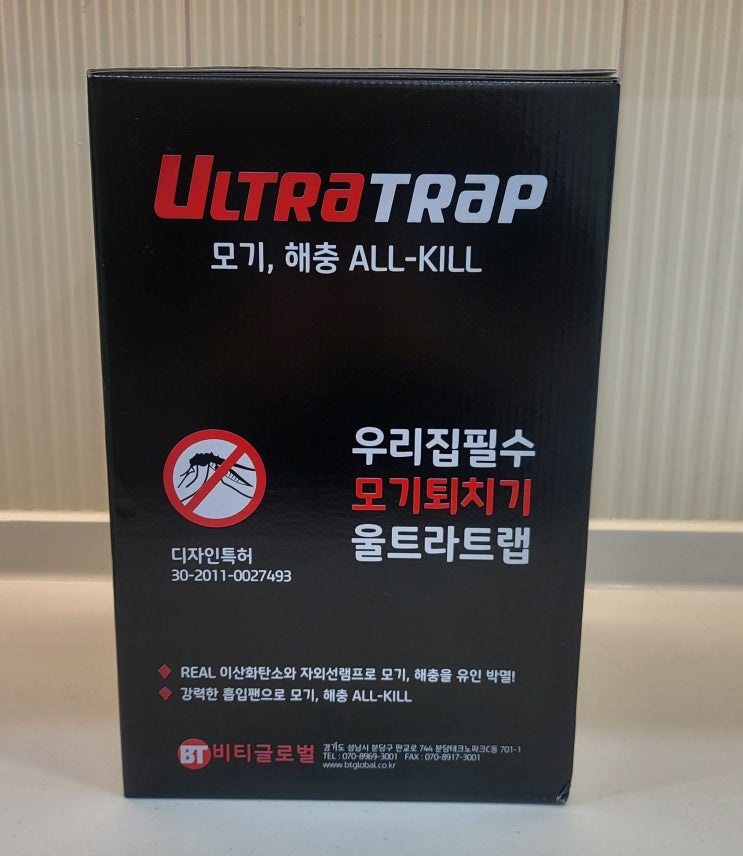 ULTRATRAP
모기, 해충 ALL-KILL
우리집필수
모기퇴치기
울트라트랩
디자인특허
30-2011-0027493
REAL 이산화탄소와 자외선램프로 모기, 해충을 유인 박멸!
강력한 흡입팬으로 모기, 해충 ALL-KILL
BT 비티글로벌
경기도 성남시 분당구 판교로 744 분당테크노파크C동 701-1
TEL : 070-8969-3001 FAX : 070-8917-3001
www.btglobal.co.kr